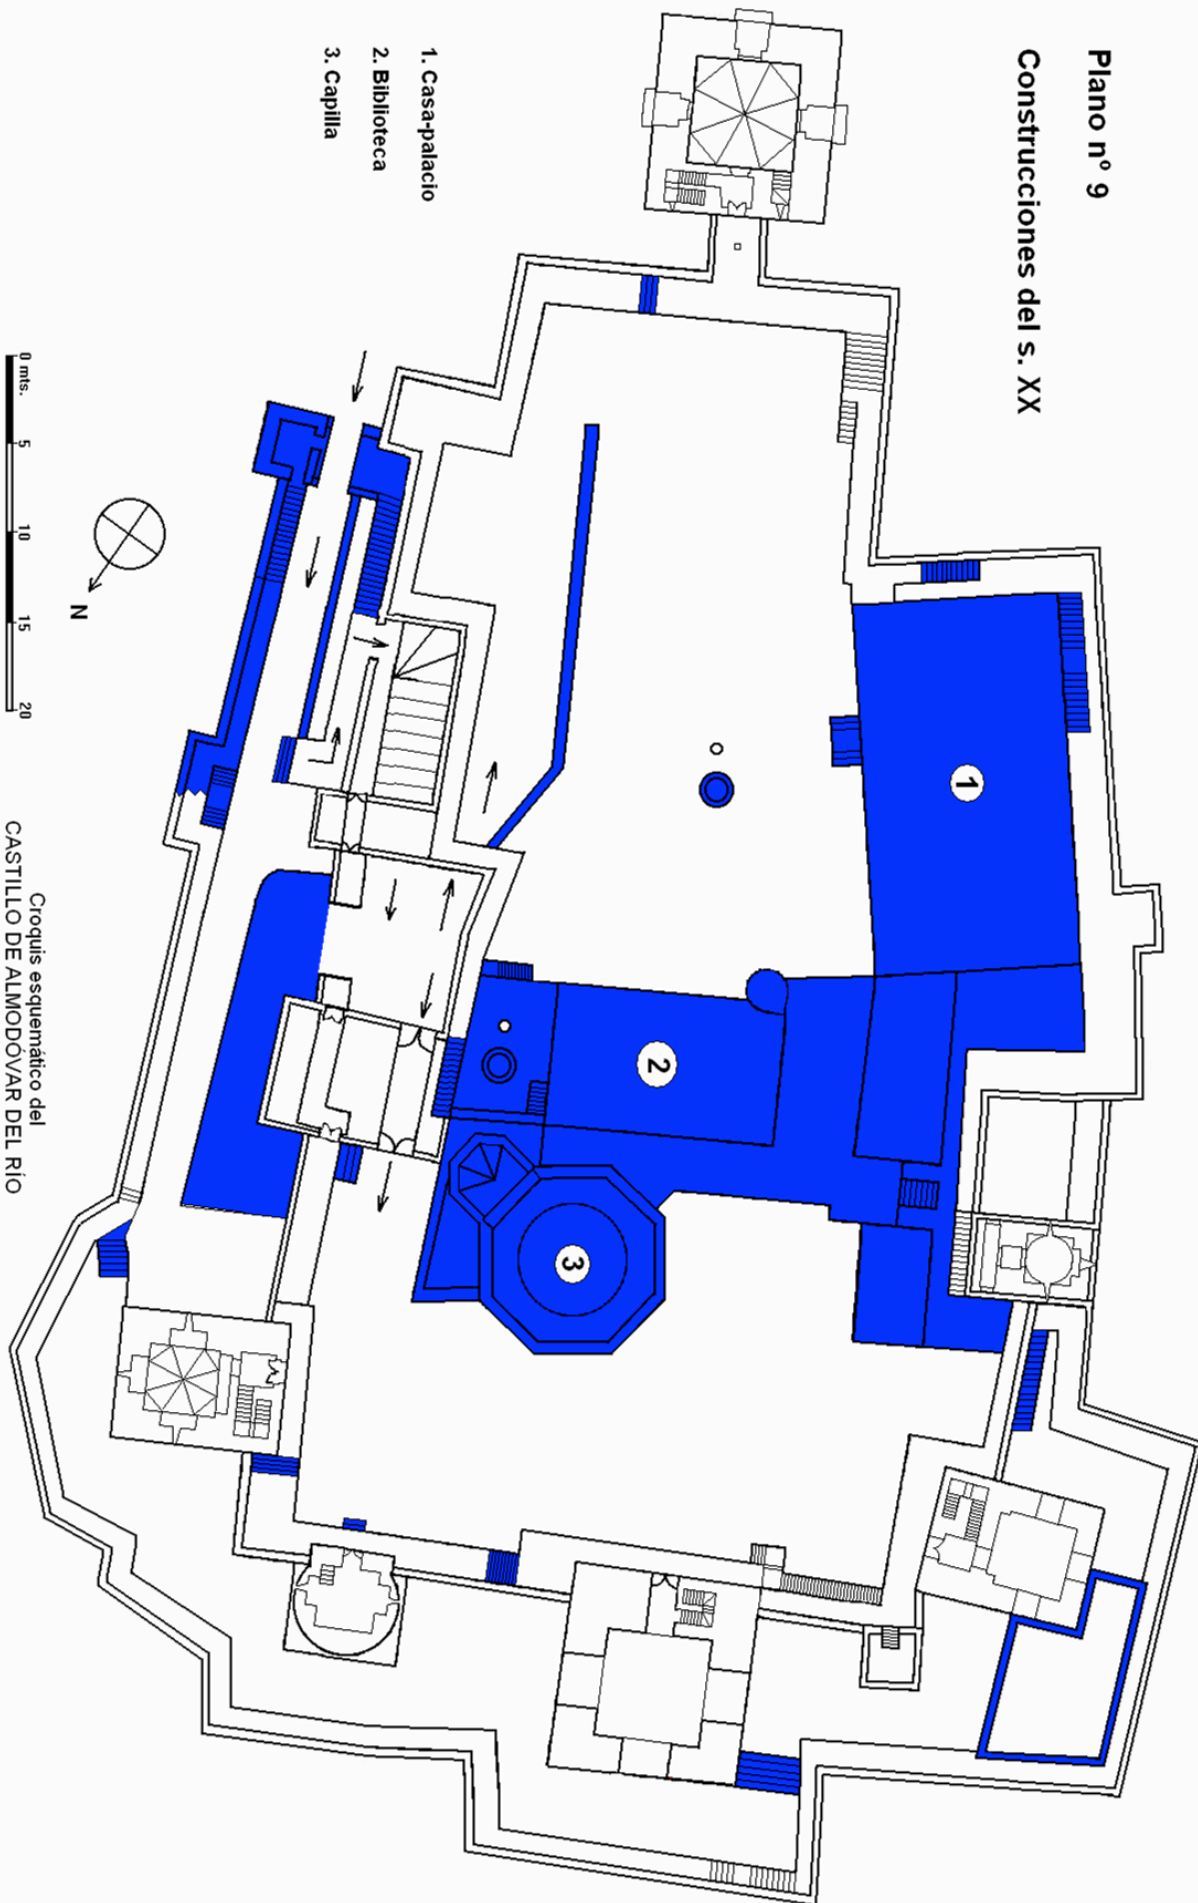 Plano nº 9
Construcciones del s. XX
1. Casa-palacio
2. Biblioteca
3. Capilla
1
2
3
0 mts.
5
10
15
20
N
Croquis esquemático del
CASTILLO DE ALMODÓVAR DEL RÍO